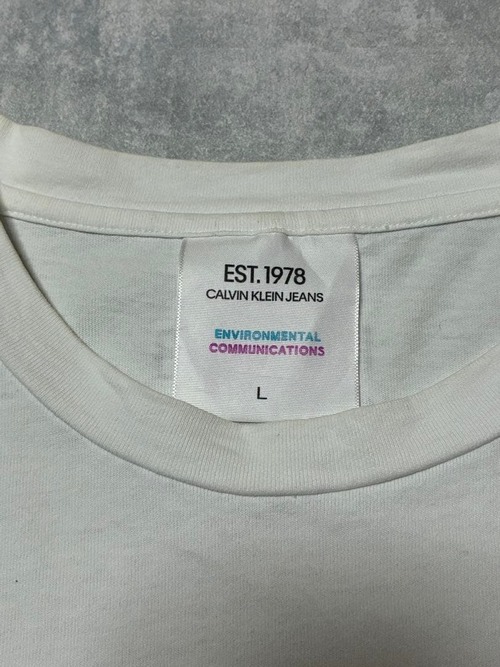 EST. 1978
CALVIN KLEIN JEANS
ENVIRONMENTAL
COMMUNICATIONS
L